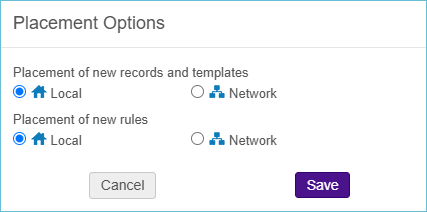 Placement Options
Placement of new records and templates
Local Network
Placement of new rules
Local Network
Cancel Save